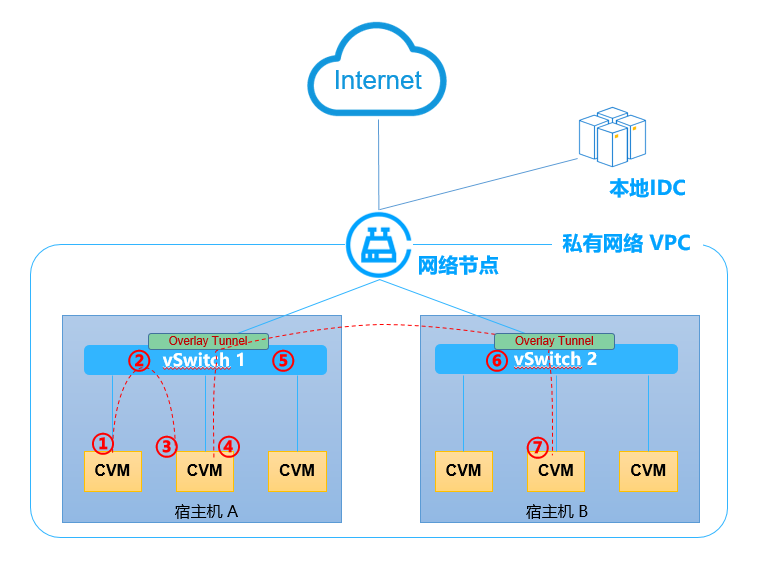 Internet
本地IDC
私有网络 VPC
网络节点
Overlay Tunnel
② vSwitch 1 ⑤
① ③ ④
CVM CVM CVM
宿主机 A
Overlay Tunnel
⑥ vSwitch 2
⑦
CVM CVM CVM
宿主机 B